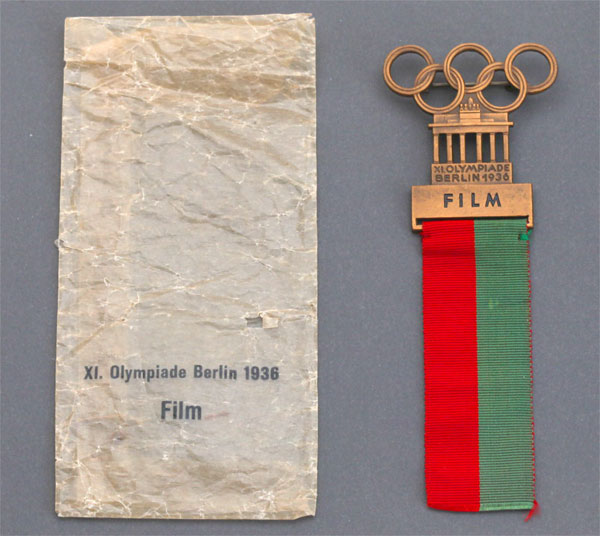 XI. Olympiade Berlin 1936
Film
XI. OLYMPIADE
BERLIN 1936
FILM